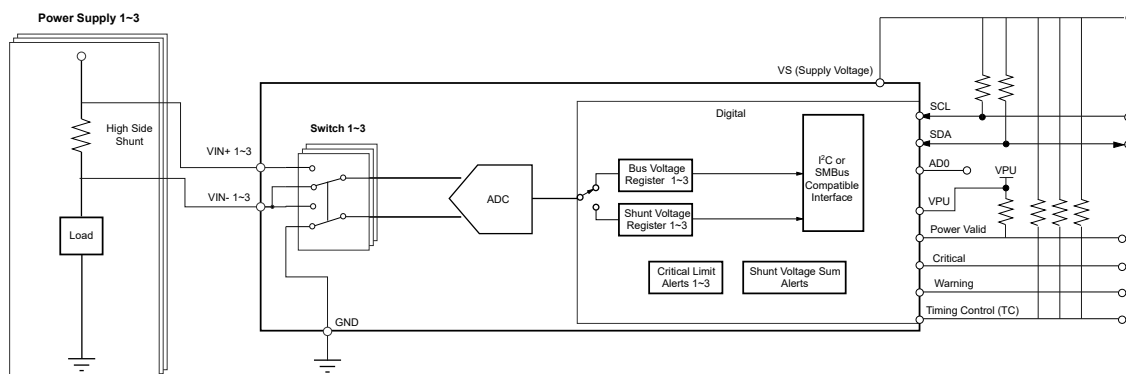 Power Supply 1~3
High Side
Shunt
Load
VIN+ 1~3
VIN- 1~3
Switch 1~3
GND
ADC
VS (Supply Voltage)
Digital
Bus Voltage
Register 1~3
Shunt Voltage
Register 1~3
I²C or
SMBus
Compatible
Interface
Critical Limit
Alerts 1~3
Shunt Voltage Sum
Alerts
SCL
SDA
AD0
VPU
VPU
Power Valid
Critical
Warning
Timing Control (TC)